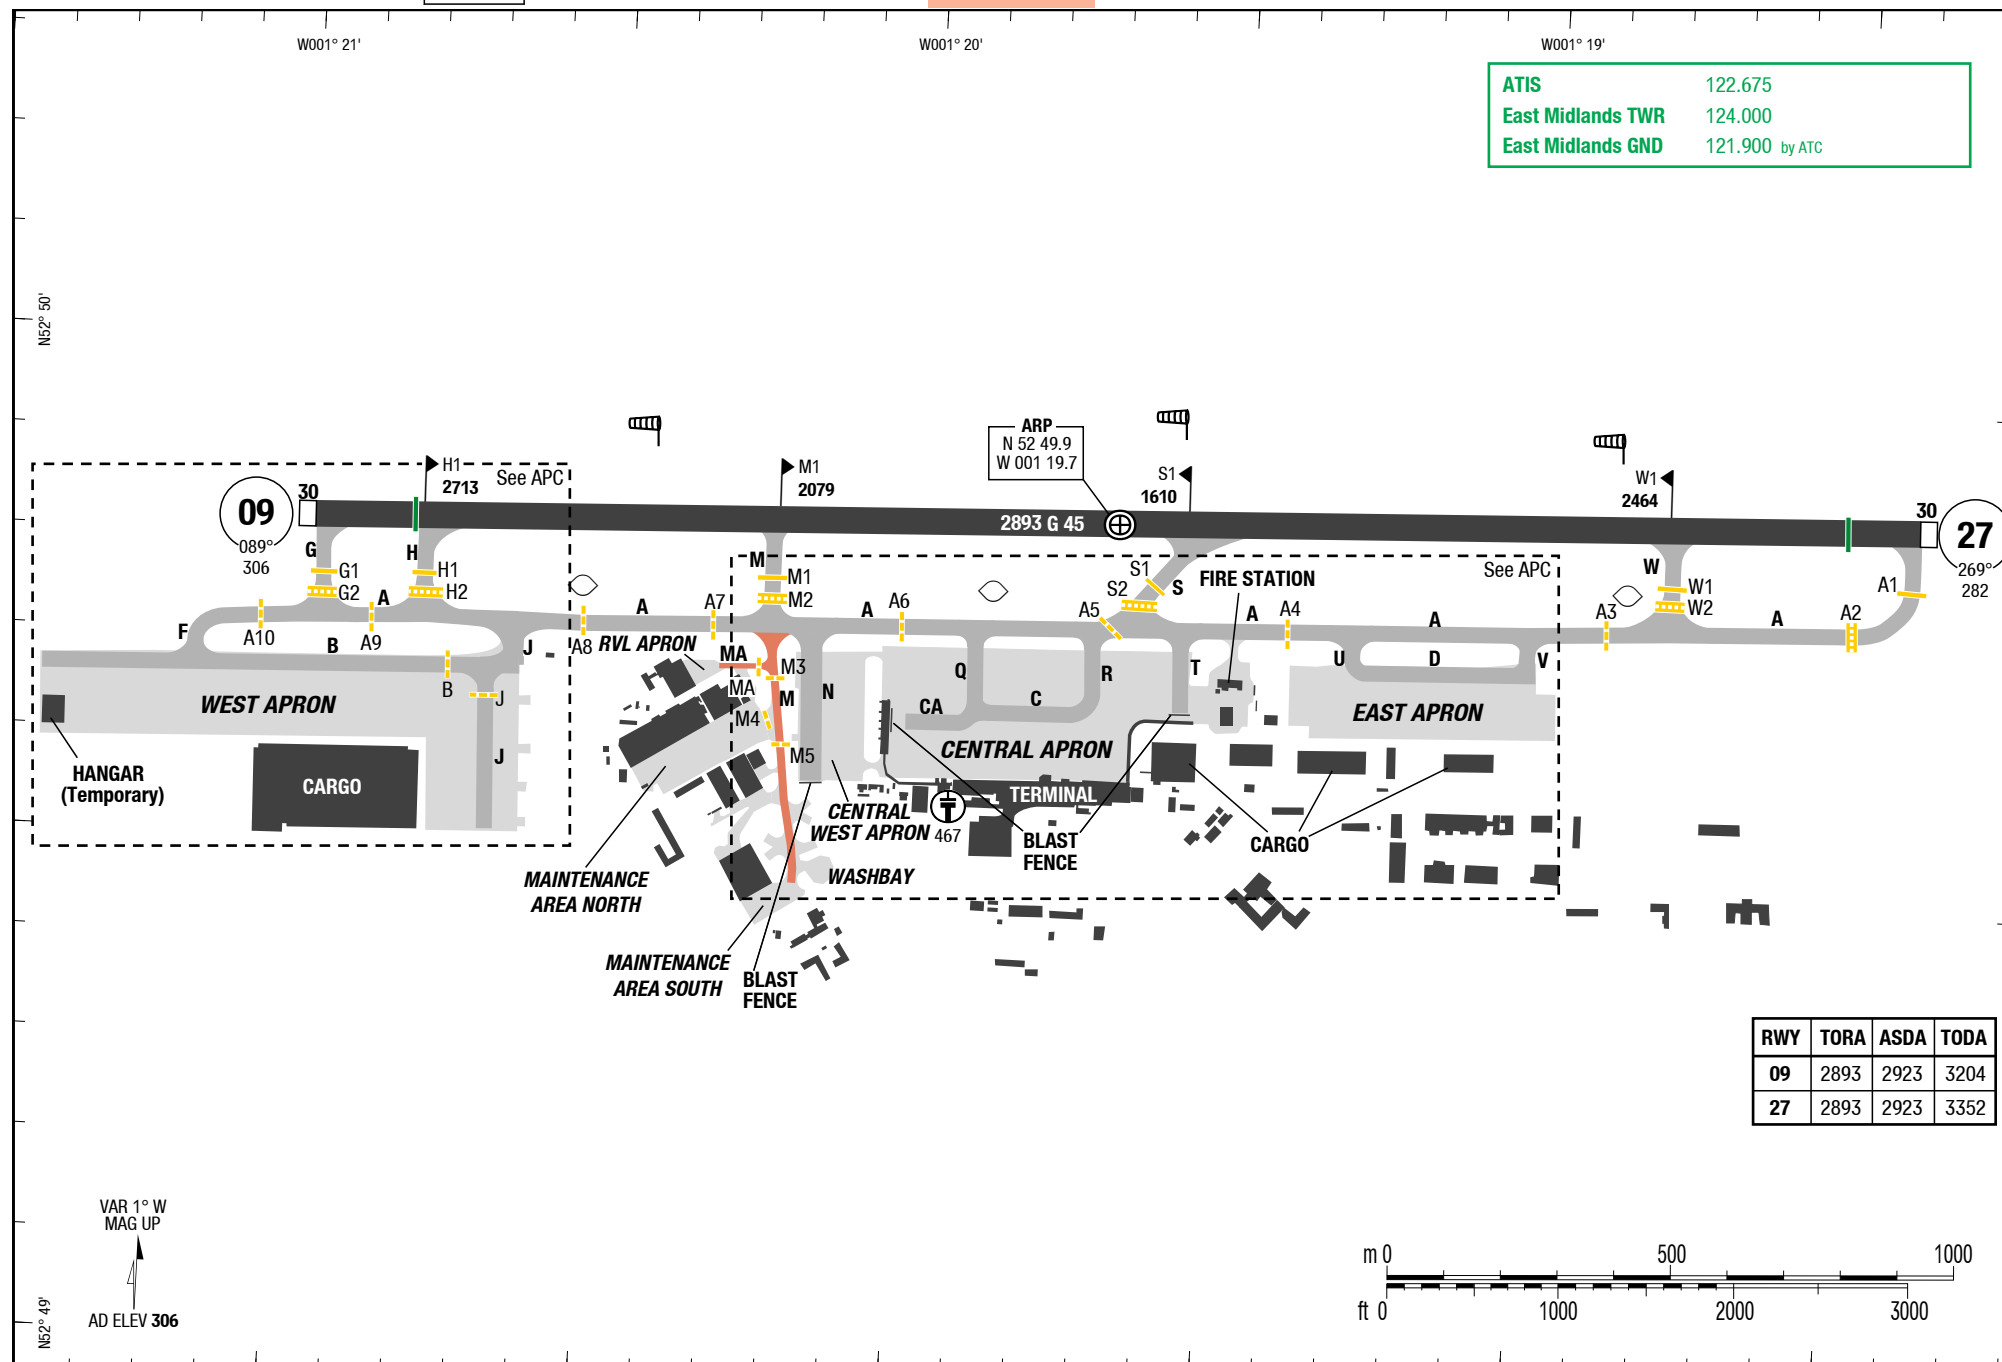 W001° 21'
W001° 20'
W001° 19'
ATIS 122.675
East Midlands TWR 124.000
East Midlands GND 121.900 by ATC
N52° 50'
ARP
N 52 49.9
W 001 19.7
H1
2713
See APC
M1
2079
S1
1610
W1
2464
30
09
089°
306
2893 G 45
30
27
269°
282
G
G1
G2
H
H1
H2
M
M1
M2
S1
S2
S
FIRE STATION
See APC
W
W1
W2
A1
A
A10
A9
A8
A
A7
A
A6
A5
A
A4
A
A3
A
A2
F
B
J
B
J
J
RVL APRON
MA
MA
M3
M
M4
M5
N
Q
CA
C
R
T
U
D
V
WEST APRON
EAST APRON
CENTRAL APRON
HANGAR
(Temporary)
CARGO
TERMINAL
CENTRAL
WEST APRON
467
BLAST
FENCE
CARGO
WASHBAY
MAINTENANCE
AREA NORTH
MAINTENANCE
AREA SOUTH
BLAST
FENCE
RWY TORA ASDA TODA
09 2893 2923 3204
27 2893 2923 3352
VAR 1° W
MAG UP
AD ELEV 306
N52° 49'
m 0 500 1000
ft 0 1000 2000 3000